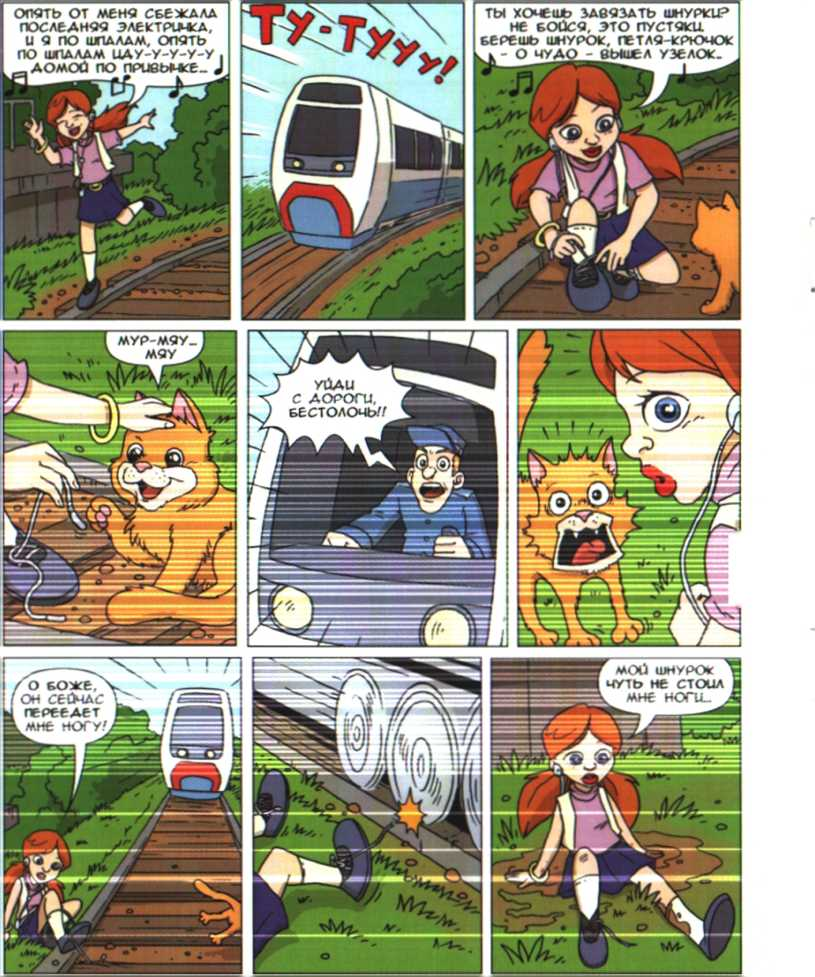 ОПЯТЬ ОТ МЕНЯ СБЕЖАЛА
ПОСЛЕДНЯЯ ЭЛЕКТРИЧКА,
И Я ПО ШПАЛАМ, ОПЯТЬ
ПО ШПАЛАМ ИДУ-У-У-У-У
ДОМОЙ ПО ПРИВЫЧКЕ...
ТУ-ТУУУ!
ТЫ ХОЧЕШЬ ЗАВЯЗАТЬ ШНУРКИ?
НЕ БОЙСЯ, ЭТО ПУСТЯКИ.
БЕРЕШЬ ШНУРОК, ПЕТЛЯ-КРЮЧОК
- О ЧУДО - ВЫШЕЛ УЗЕЛОК...
МУР-МЯУ...
МЯУ
УЙДИ
С ДОРОГИ,
БЕСТОЛОЧЬ!!
О БОЖЕ,
ОН СЕЙЧАС
ПЕРЕЕДЕТ
МНЕ НОГУ!
МОЙ ШНУРОК
ЧУТЬ НЕ СТОИЛ
МНЕ НОГИ...